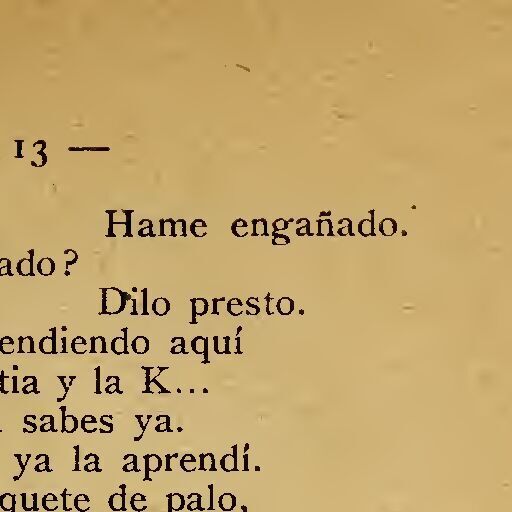 13 —
Hame engañado.
ado?
Dilo presto.
endiendo aquí
tia y la K...
sabes ya.
ya la aprendí.
quete de palo,